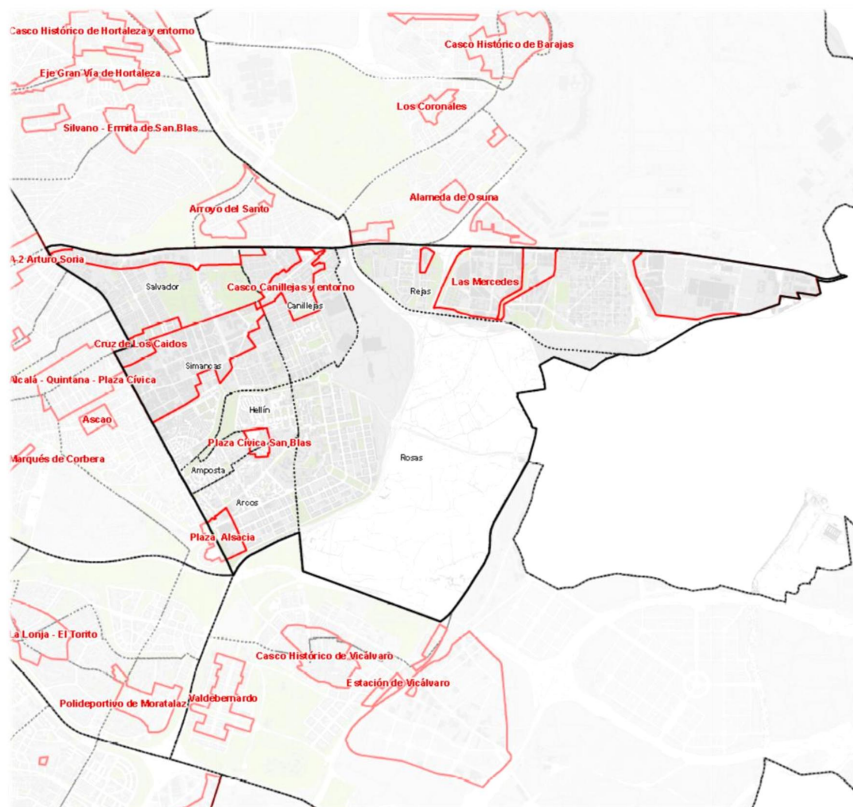 Casco Histórico de Hortaleza y entorno
Casco Histórico de Barajas
Eje Gran Vía de Hortaleza
Los Coronales
Silvano - Ermita de San Blas
Alameda de Osuna
Arroyo del Santo
A-2 Arturo Soria
Casco Canillejas y entorno
Las Mercedes
Salvador
Rejas
Canillejas
Cruz de Los Caidos
Simancas
Alcalá - Quintana - Plaza Cívica
Hellín
Ascao
Plaza Cívica San Blas
Marqués de Corbera
Rosas
Amposta
Arcos
Plaza Alsacia
La Lonja - El Torito
Casco Histórico de Vicálvaro
Estación de Vicálvaro
Polideportivo de Moratalaz
Valdebernardo